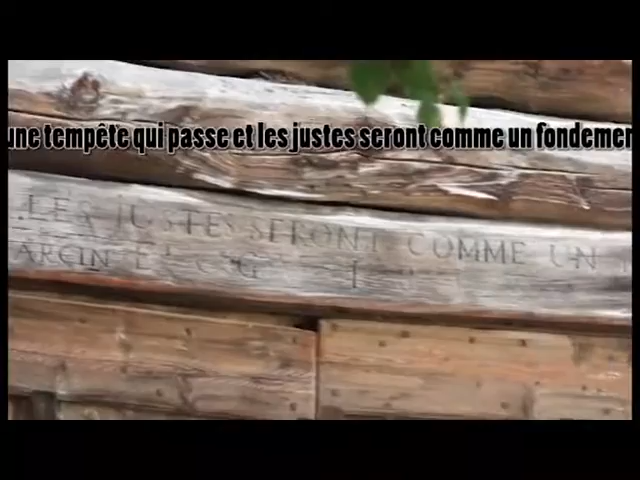 une tempête qui passe et les justes seront comme un fondemen
LES JUSTES SERONT COMME UN